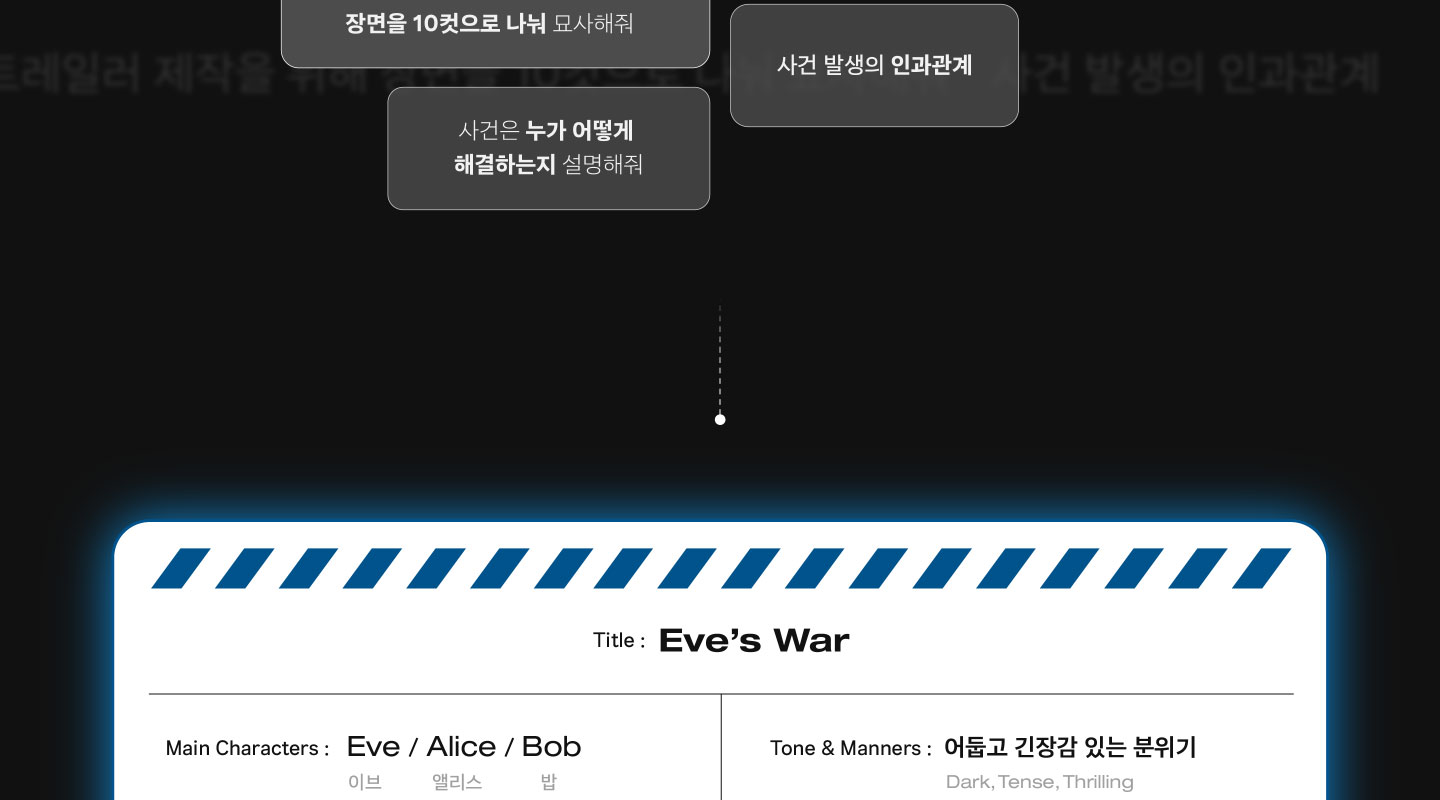 장면을 10컷으로 나눠 묘사해줘
사건 발생의 인과관계
트레일러 제작을 위해 장면을 10컷으로 나눠 사건 발생의 인과관계
사건은 누가 어떻게
해결하는지 설명해줘
Title : Eve’s War
Main Characters : Eve / Alice / Bob
이브 앨리스 밥
Tone & Manners : 어둡고 긴장감 있는 분위기
Dark, Tense, Thrilling